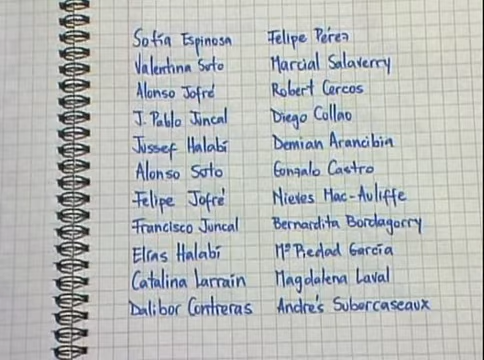 Sofía Espinosa
Valentina Soto
Alonso Jofré
J. Pablo Juncal
Jussef Halabí
Alonso Soto
Felipe Jofré
Francisco Juncal
Elías Halabí
Catalina Larraín
Dalibor Contreras
Felipe Pérez
Marcial Salaverry
Robert Cercos
Diego Collao
Demian Arancibia
Gonzalo Castro
Nieves Mac-Auliffe
Bernardita Bordagorry
Mª Piedad García
Magdalena Laval
Andrés Subercaseaux